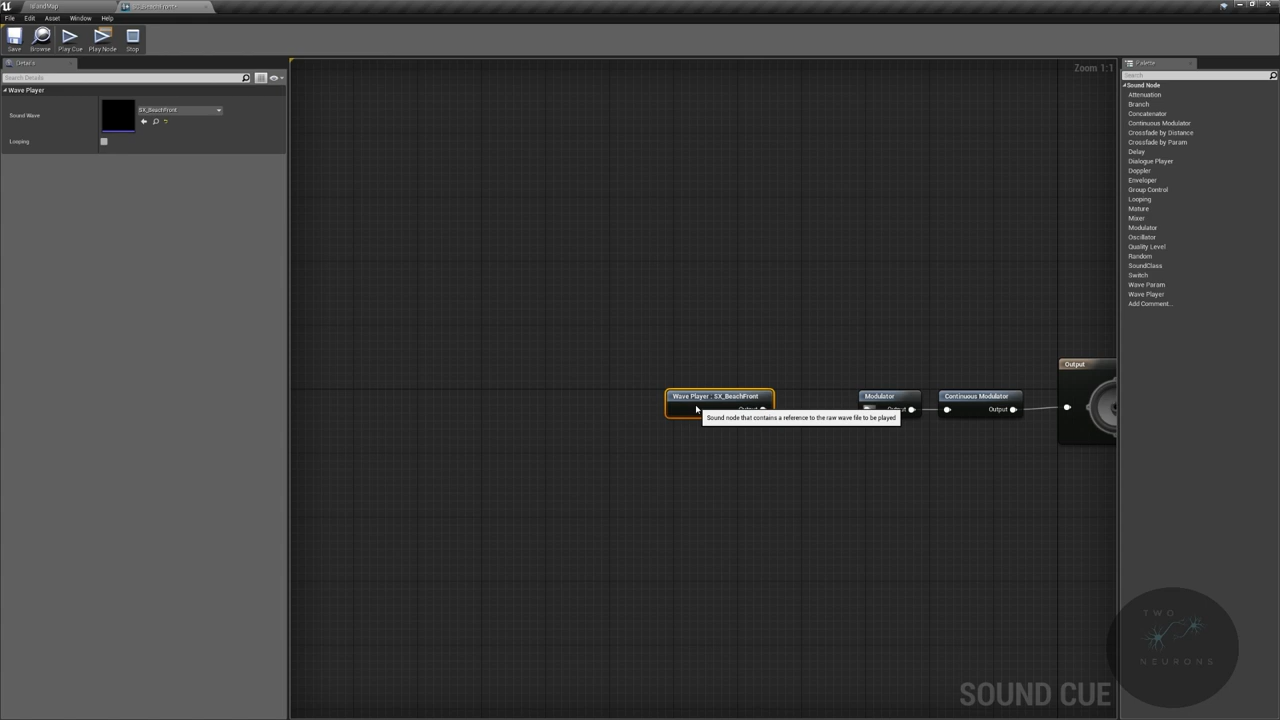 IslandMap
File Edit Asset Window Help
Save Browse Play Cue Play Node Stop
Details
Search Details
Wave Player
Sound Wave SX_BeachFront
Looping
Zoom 1:1
Wave Player : SX_BeachFront
Output
Sound node that contains a reference to the raw wave file to be played
Modulator
Output
Continuous Modulator
Output
Output
SOUND CUE
Palette
Search
Sound Node
Attenuation
Branch
Concatenator
Continuous Modulator
Crossfade by Distance
Crossfade by Param
Delay
Dialogue Player
Doppler
Enveloper
Group Control
Looping
Mature
Mixer
Modulator
Oscillator
Quality Level
Random
SoundClass
Switch
Wave Param
Wave Player
Add Comment...
TWO
NEURONS